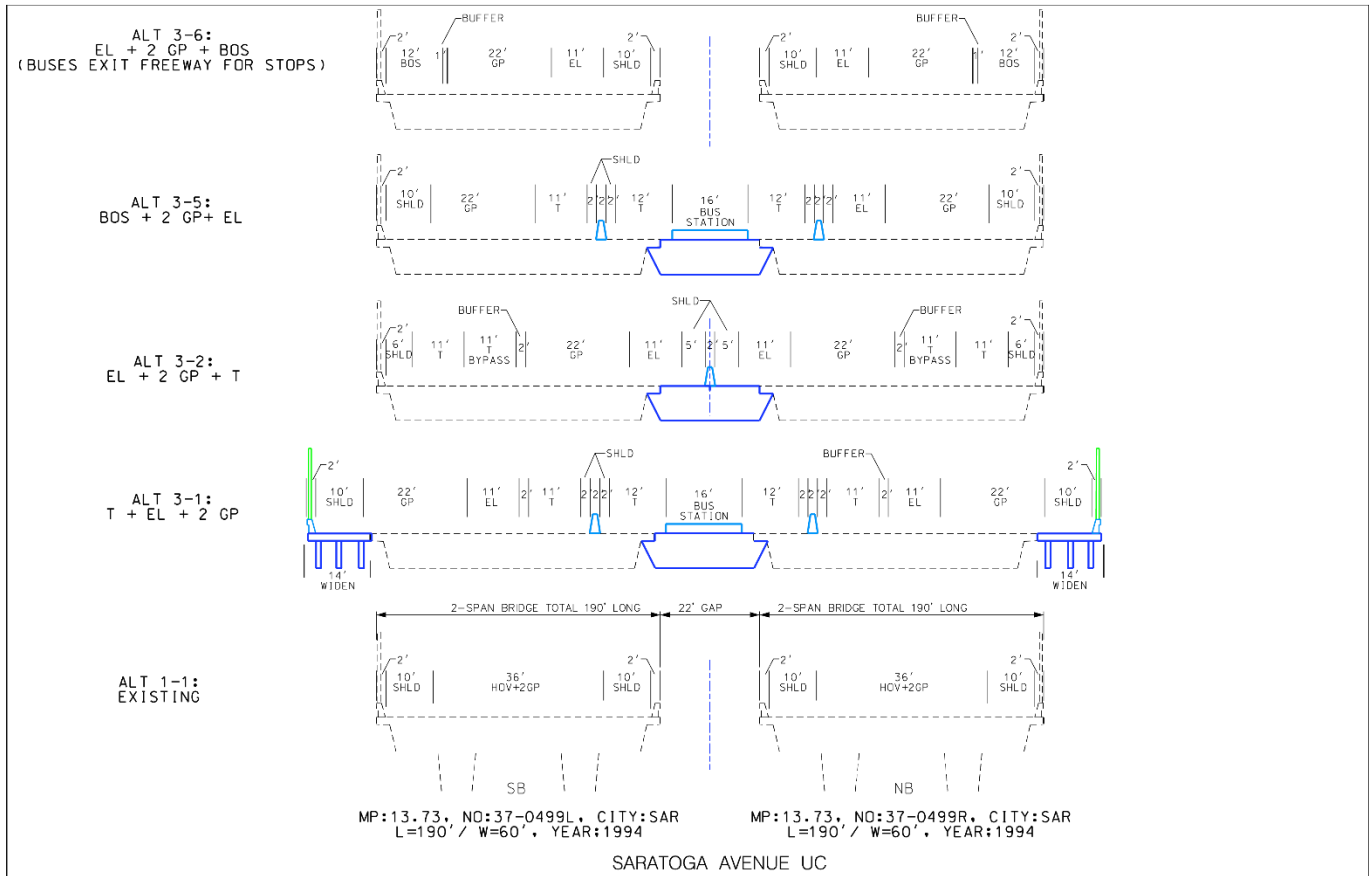 ALT 3-6:
EL + 2 GP + BOS
(BUSES EXIT FREEWAY FOR STOPS)
BUFFER
BUFFER
2' 2' 2' 2'
12' BOS 1' 22' GP 11' EL 10' SHLD 10' SHLD 11' EL 22' GP 1' 12' BOS
ALT 3-5:
BOS + 2 GP+ EL
SHLD
2' 2'
10' SHLD 22' GP 11' T 2' 2' 2' 12' T 16' BUS STATION 12' T 2' 2' 2' 11' EL 22' GP 10' SHLD
ALT 3-2:
EL + 2 GP + T
BUFFER SHLD BUFFER
2' 2'
6' SHLD 11' T 11' T BYPASS 2' 22' GP 11' EL 5' 2' 5' 11' EL 22' GP 2' 11' T BYPASS 11' T 6' SHLD
ALT 3-1:
T + EL + 2 GP
SHLD BUFFER
2' 2'
10' SHLD 22' GP 11' EL 2' 11' T 2' 2' 2' 12' T 16' BUS STATION 12' T 2' 2' 2' 11' T 2' 11' EL 22' GP 10' SHLD
14' WIDEN 14' WIDEN
2-SPAN BRIDGE TOTAL 190' LONG 22' GAP 2-SPAN BRIDGE TOTAL 190' LONG
ALT 1-1:
EXISTING
2' 2' 2' 2'
10' SHLD 36' HOV+2GP 10' SHLD 10' SHLD 36' HOV+2GP 10' SHLD
SB NB
MP:13.73, NO:37-0499L, CITY:SAR
L=190'/ W=60', YEAR:1994
MP:13.73, NO:37-0499R, CITY:SAR
L=190'/ W=60', YEAR:1994
SARATOGA AVENUE UC